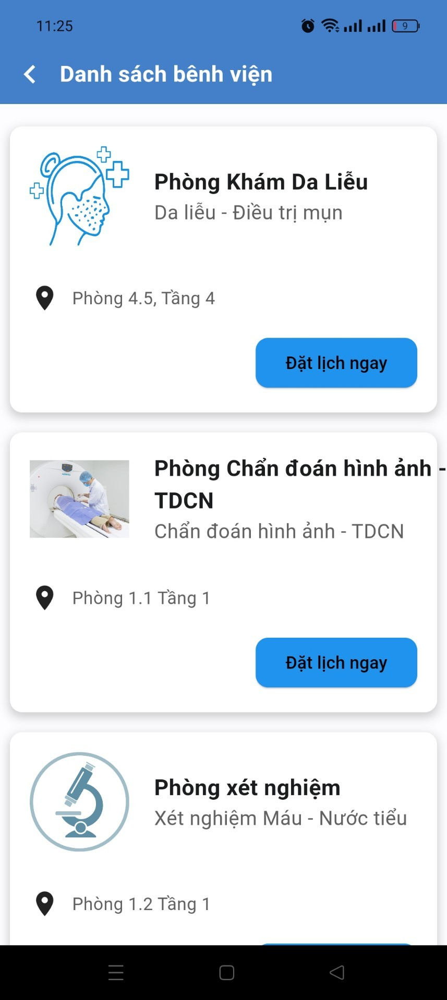 11:25
9
Danh sách bênh viện
Phòng Khám Da Liễu
Da liễu - Điều trị mụn
Phòng 4.5, Tầng 4
Đặt lịch ngay
Phòng Chẩn đoán hình ảnh -
TDCN
Chẩn đoán hình ảnh - TDCN
Phòng 1.1 Tầng 1
Đặt lịch ngay
Phòng xét nghiệm
Xét nghiệm Máu - Nước tiểu
Phòng 1.2 Tầng 1